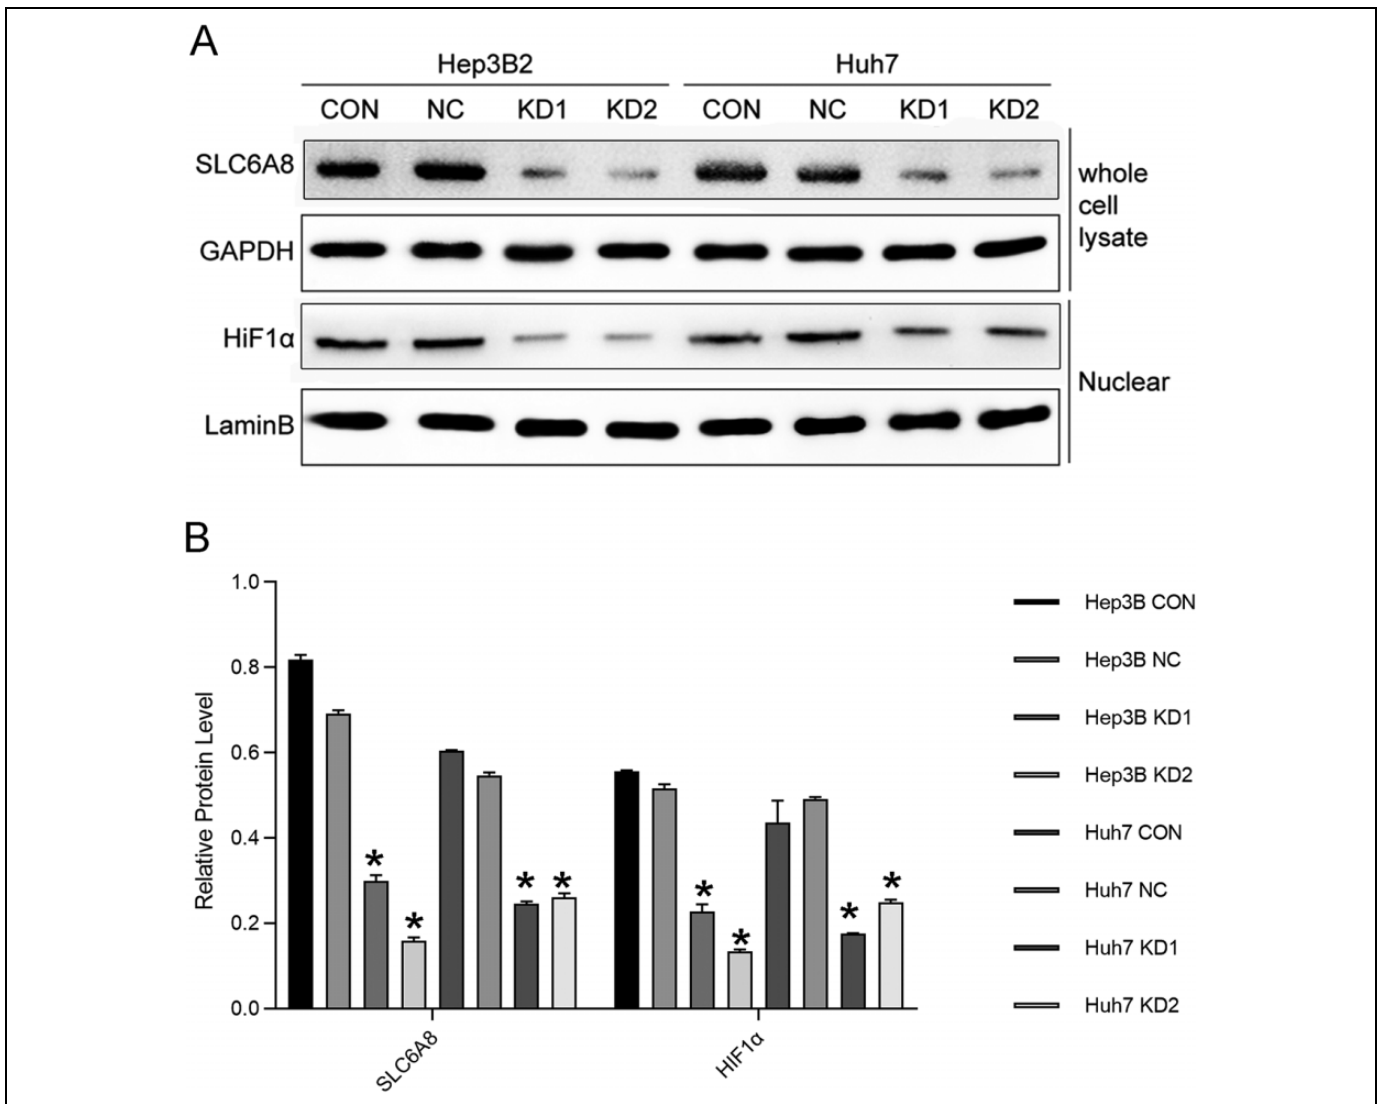 A
Hep3B2 Huh7
CON NC KD1 KD2 CON NC KD1 KD2
SLC6A8
GAPDH
whole
cell
lysate
HiF1α
LaminB
Nuclear
B
Relative Protein Level
1.0
0.8
0.6
0.4
0.2
0.0
* * * * * * * *
SLC6A8 HIF1α
Hep3B CON
Hep3B NC
Hep3B KD1
Hep3B KD2
Huh7 CON
Huh7 NC
Huh7 KD1
Huh7 KD2